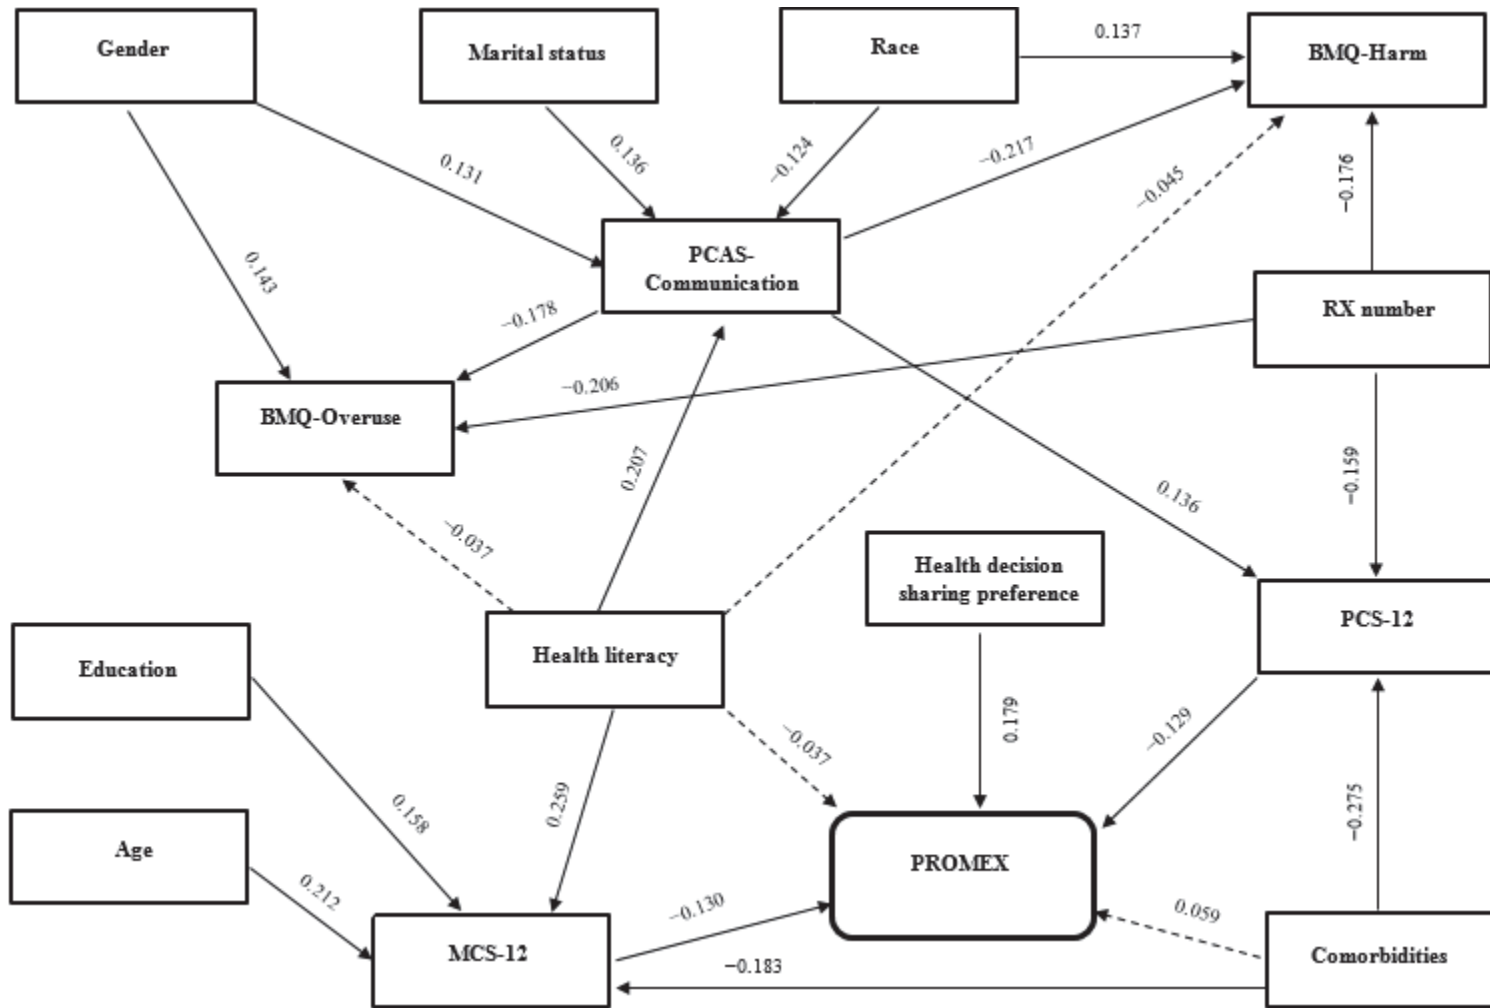 Gender
Marital status
Race
0.137
BMQ-Harm
0.131
0.136
−0.124
−0.217
−0.045
−0.176
0.143
PCAS-
Communication
−0.178
RX number
BMQ-Overuse
−0.206
0.207
−0.159
0.136
−0.037
Health decision
sharing preference
PCS-12
Education
Health literacy
0.179
−0.129
−0.037
0.158
0.259
−0.275
Age
PROMEX
0.212
−0.130
0.059
MCS-12
−0.183
Comorbidities